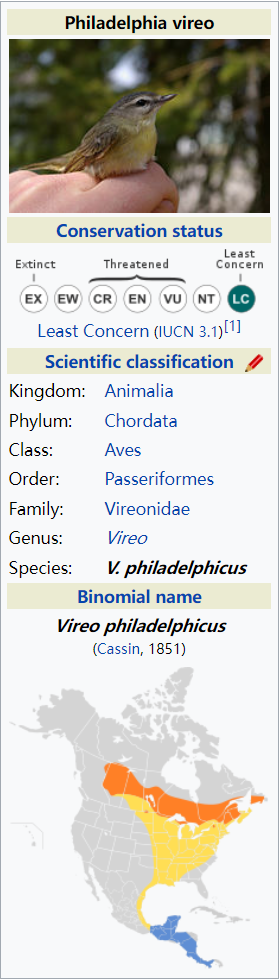 Philadelphia vireo
Conservation status
Extinct Threatened Least Concern
EX EW CR EN VU NT LC
Least Concern (IUCN 3.1)[1]
Scientific classification
Kingdom: Animalia
Phylum: Chordata
Class: Aves
Order: Passeriformes
Family: Vireonidae
Genus: Vireo
Species: V. philadelphicus
Binomial name
Vireo philadelphicus
(Cassin, 1851)